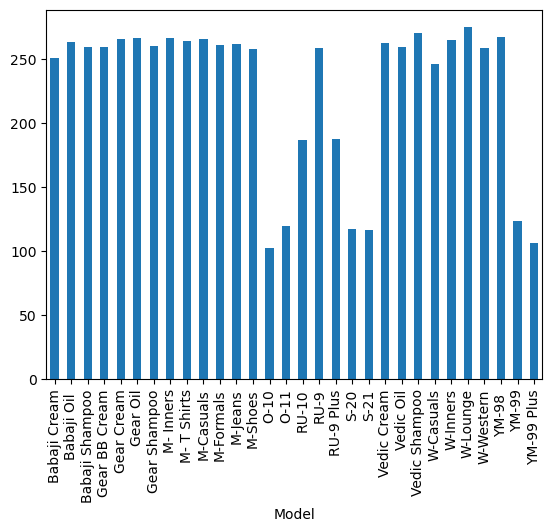 250
200
150
100
50
0
Babaji Cream
Babaji Oil
Babaji Shampoo
Gear BB Cream
Gear Cream
Gear Oil
Gear Shampoo
M- Inners
M- T Shirts
M-Casuals
M-Formals
M-Jeans
M-Shoes
O-10
O-11
RU-10
RU-9
RU-9 Plus
S-20
S-21
Vedic Cream
Vedic Oil
Vedic Shampoo
W-Casuals
W-Inners
W-Lounge
W-Western
YM-98
YM-99
YM-99 Plus
Model